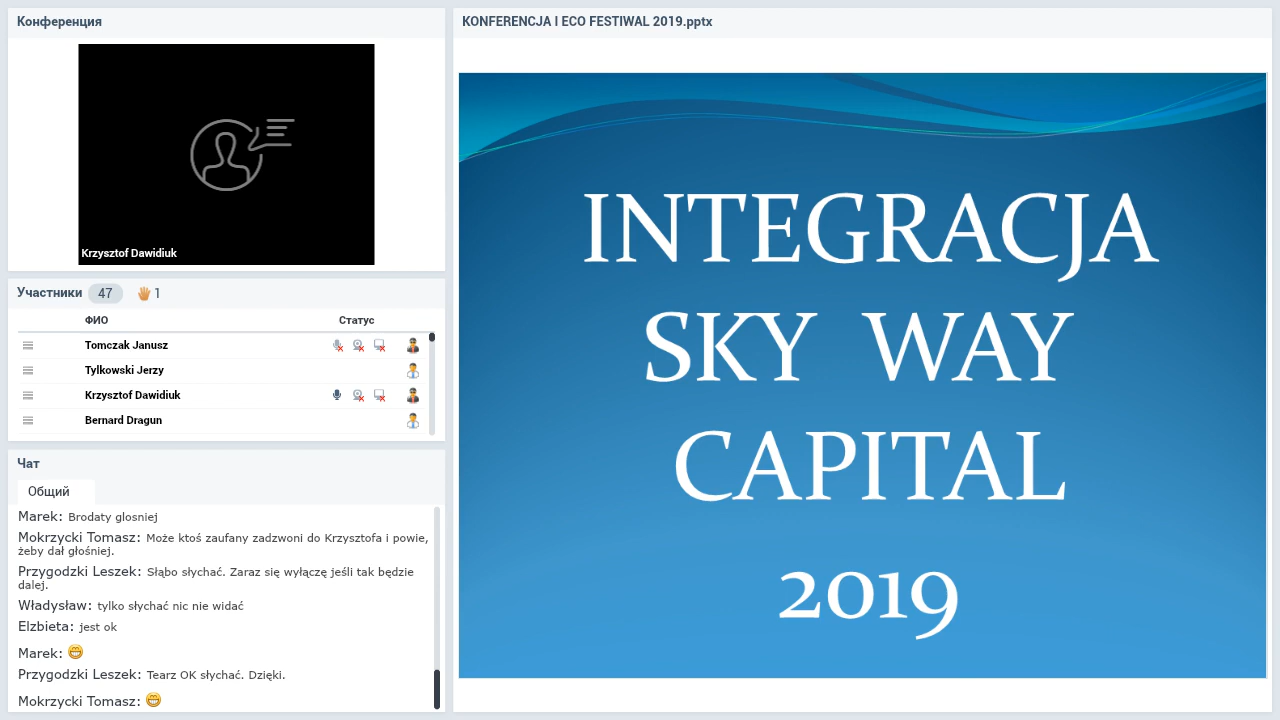 Конференция
Krzysztof Dawidiuk
Участники 47 1
ФИО Статус
Tomczak Janusz
Tylkowski Jerzy
Krzysztof Dawidiuk
Bernard Dragun
Чат
Общий
Marek: Brodaty glosniej
Mokrzycki Tomasz: Może ktoś zaufany zadzwoni do Krzysztofa i powie,
żeby dał głośniej.
Przygodzki Leszek: Słąbo słychać. Zaraz się wyłączę jeśli tak będzie
dalej.
Władysław: tylko słychać nic nie widać
Elzbieta: jest ok
Marek:
Przygodzki Leszek: Tearz OK słychać. Dzięki.
Mokrzycki Tomasz:
KONFERENCJA I ECO FESTIWAL 2019.pptx
INTEGRACJA
SKY WAY
CAPITAL
2019